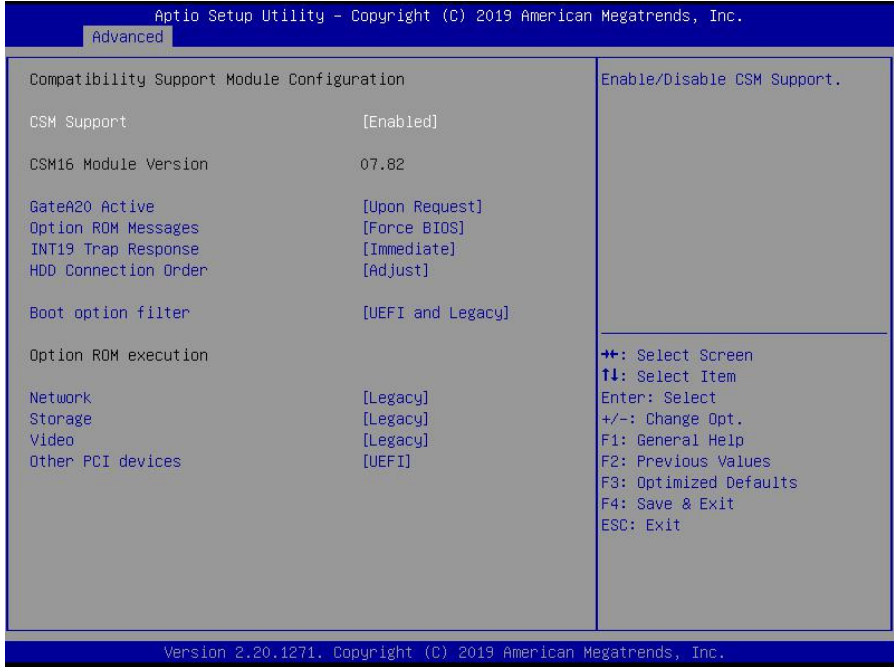 Aptio Setup Utility – Copyright (C) 2019 American Megatrends, Inc.
Advanced
Compatibility Support Module Configuration
CSM Support [Enabled]
CSM16 Module Version 07.82
GateA20 Active [Upon Request]
Option ROM Messages [Force BIOS]
INT19 Trap Response [Immediate]
HDD Connection Order [Adjust]
Boot option filter [UEFI and Legacy]
Option ROM execution
Network [Legacy]
Storage [Legacy]
Video [Legacy]
Other PCI devices [UEFI]
Enable/Disable CSM Support.
→←: Select Screen
↑↓: Select Item
Enter: Select
+/-: Change Opt.
F1: General Help
F2: Previous Values
F3: Optimized Defaults
F4: Save & Exit
ESC: Exit
Version 2.20.1271. Copyright (C) 2019 American Megatrends, Inc.